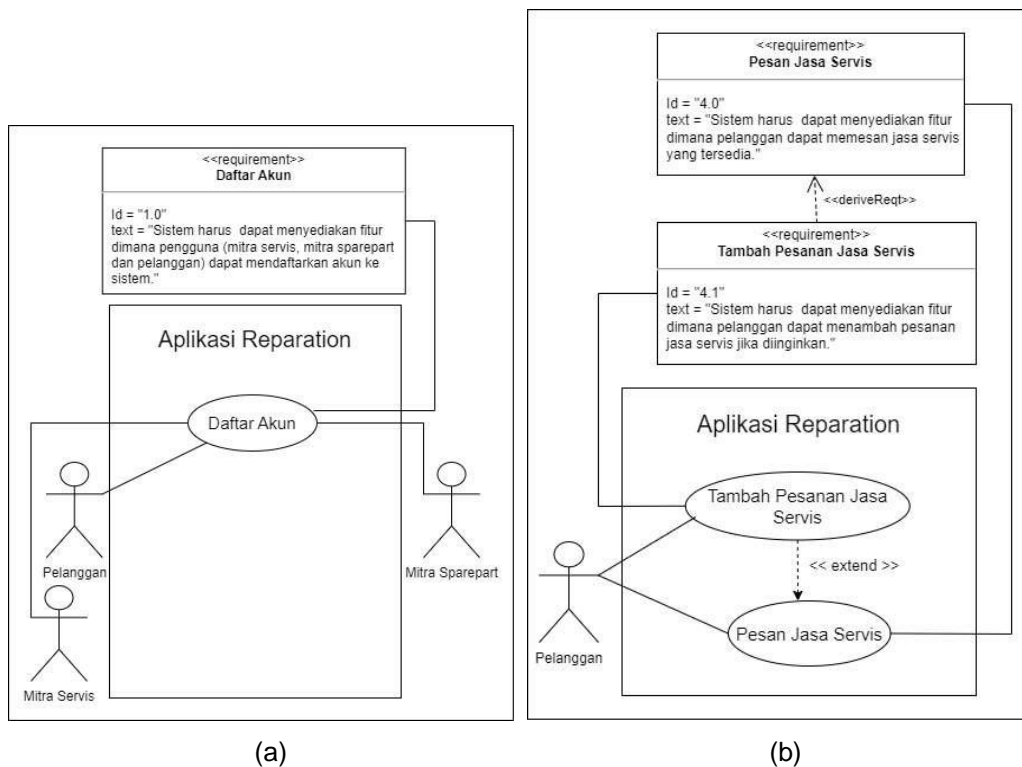 <<requirement>>
Daftar Akun
Id = "1.0"
text = "Sistem harus  dapat menyediakan fitur
dimana pengguna (mitra servis, mitra sparepart
dan pelanggan) dapat mendaftarkan akun ke
sistem."
Aplikasi Reparation
Daftar Akun
Pelanggan
Mitra Sparepart
Mitra Servis
(a)
<<requirement>>
Pesan Jasa Servis
Id = "4.0"
text = "Sistem harus  dapat menyediakan fitur
dimana pelanggan dapat memesan jasa servis
yang tersedia."
<<deriveReqt>>
<<requirement>>
Tambah Pesanan Jasa Servis
Id = "4.1"
text = "Sistem harus  dapat menyediakan fitur
dimana pelanggan dapat menambah pesanan
jasa servis jika diinginkan."
Aplikasi Reparation
Tambah Pesanan Jasa
Servis
<< extend >>
Pesan Jasa Servis
Pelanggan
(b)